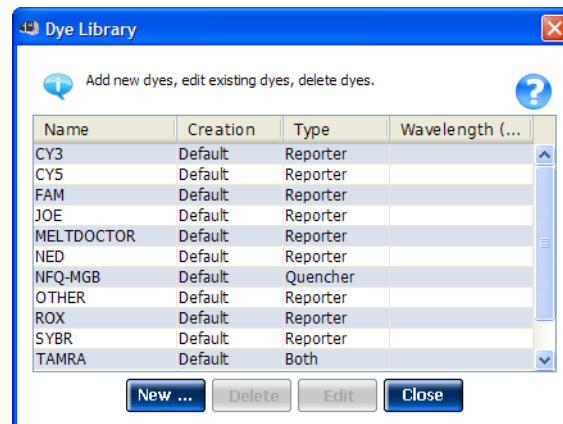 Dye Library
Add new dyes, edit existing dyes, delete dyes.
Name Creation Type Wavelength (...
CY3 Default Reporter
CY5 Default Reporter
FAM Default Reporter
JOE Default Reporter
MELTDOCTOR Default Reporter
NED Default Reporter
NFQ-MGB Default Quencher
OTHER Default Reporter
ROX Default Reporter
SYBR Default Reporter
TAMRA Default Both
New ... Delete Edit Close